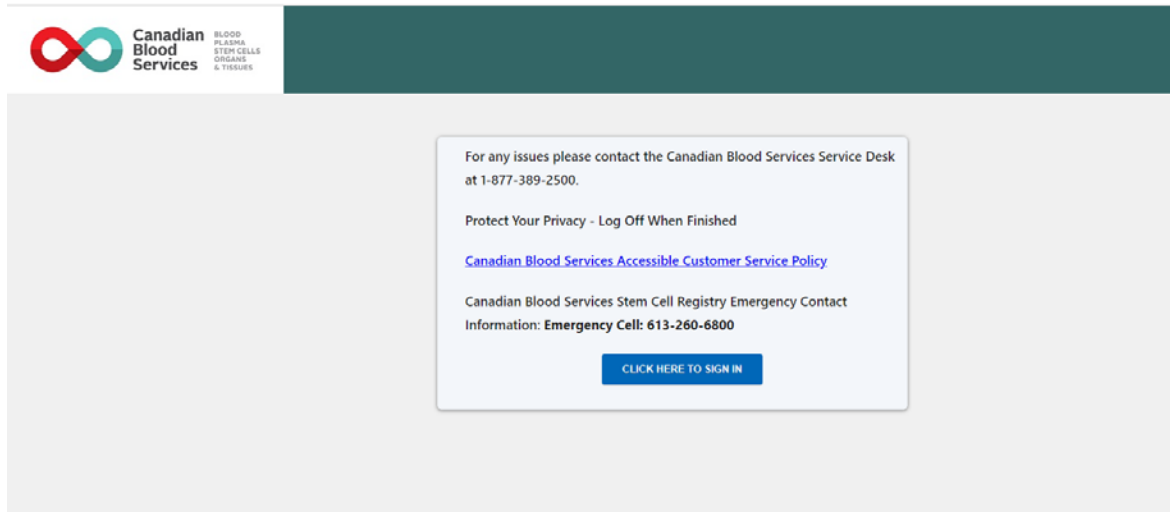 Canadian
Blood
Services
BLOOD
PLASMA
STEM CELLS
ORGANS
& TISSUES
For any issues please contact the Canadian Blood Services Service Desk
at 1-877-389-2500.
Protect Your Privacy - Log Off When Finished
Canadian Blood Services Accessible Customer Service Policy
Canadian Blood Services Stem Cell Registry Emergency Contact
Information: Emergency Cell: 613-260-6800
CLICK HERE TO SIGN IN